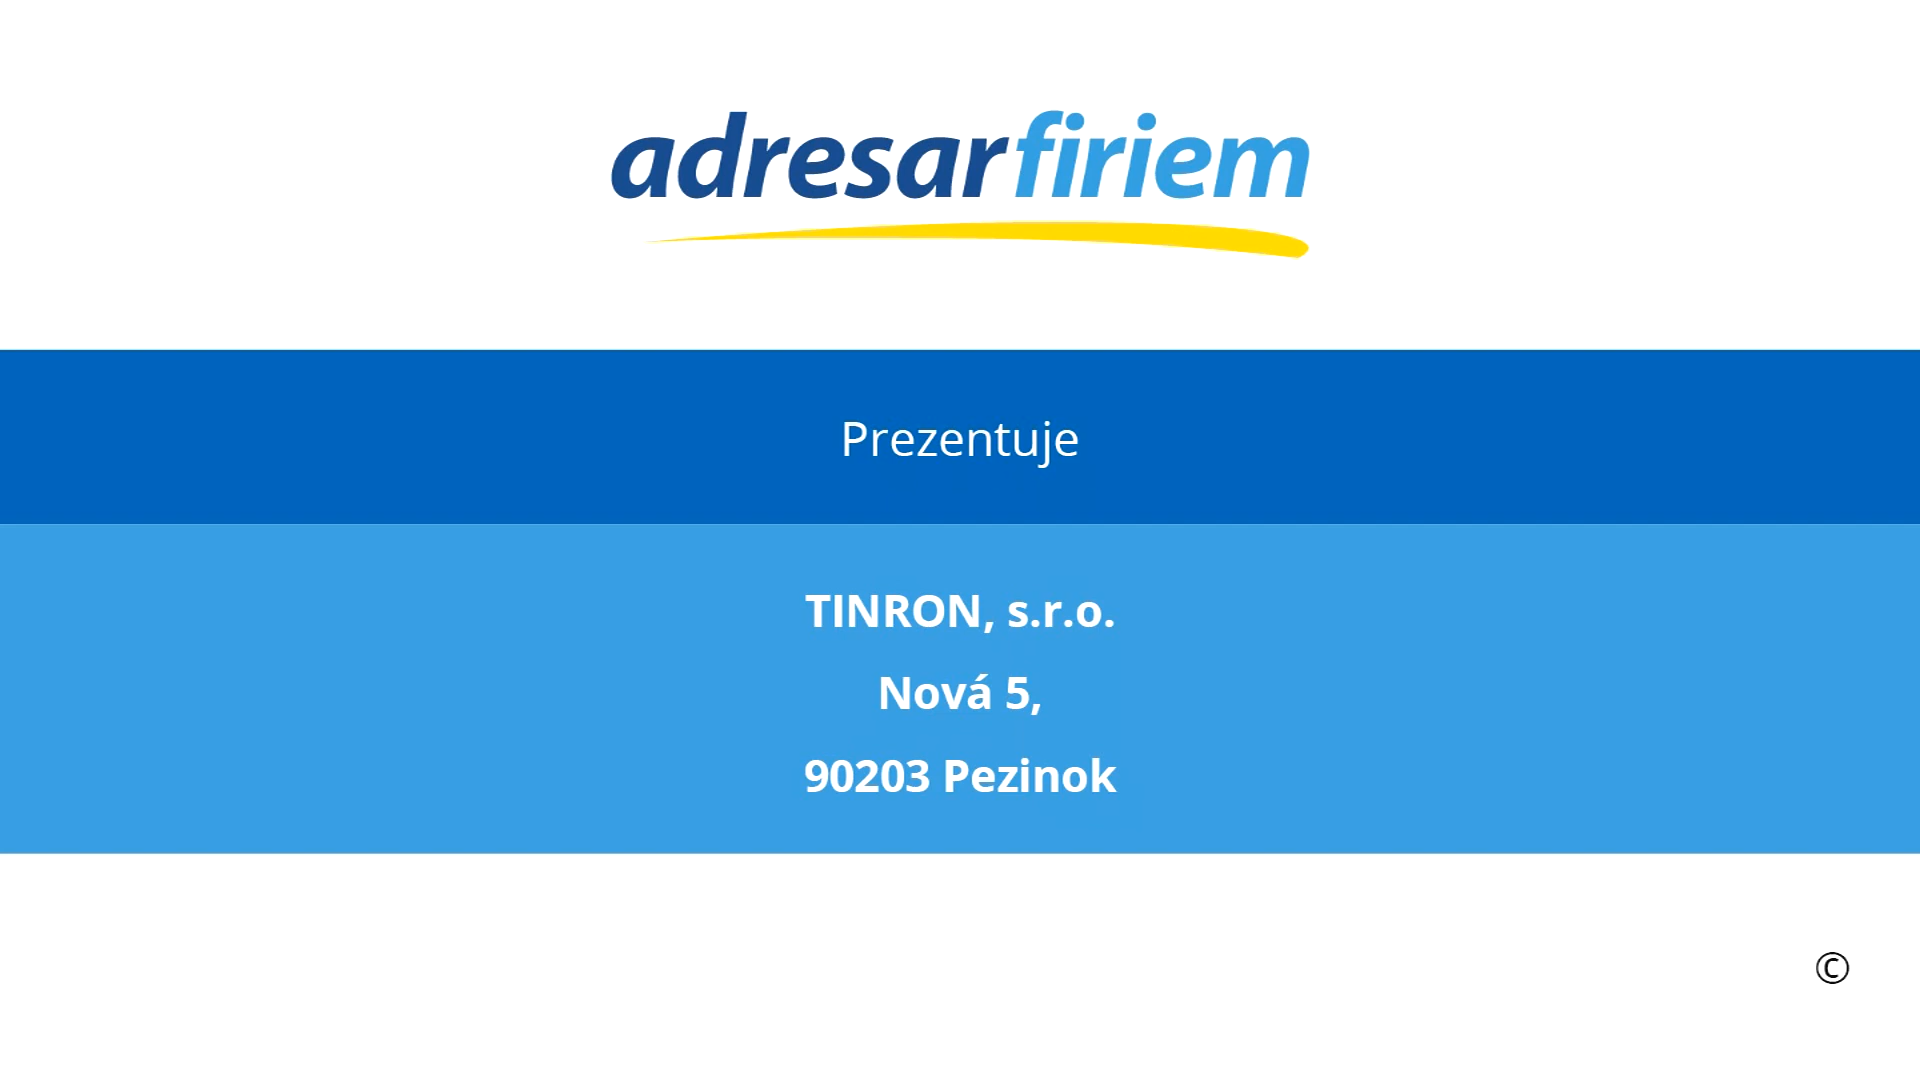 adresarfiriem
Prezentuje
TINRON, s.r.o.
Nová 5,
90203 Pezinok
©